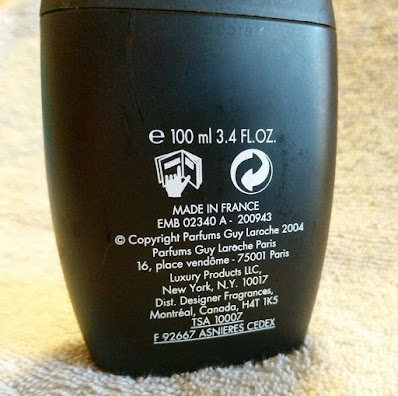 e 100 ml 3.4 FL.OZ.
MADE IN FRANCE
EMB 02340 A - 200943
© Copyright Parfums Guy Laroche 2004
Parfums Guy Laroche Paris
16, place vendôme - 75001 Paris
Luxury Products LLC,
New York, N.Y. 10017
Dist. Designer Fragrances,
Montréal, Canada, H4T 1K5
TSA 10007
F 92667 ASNIERES CEDEX